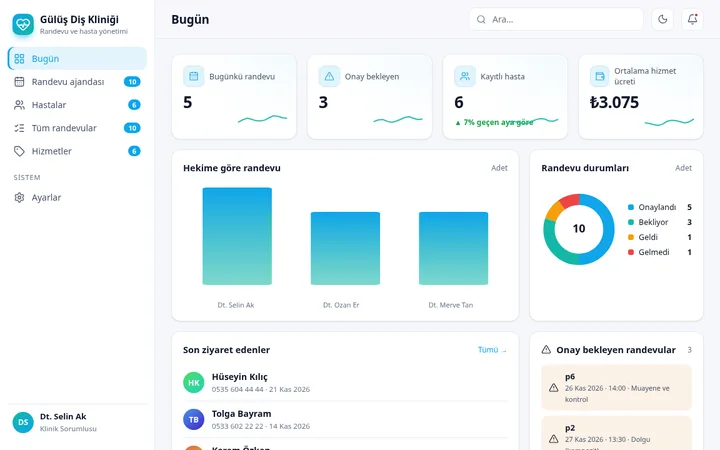 Gülüş Diş Kliniği
Randevu ve hasta yönetimi
Bugün
Randevu ajandası 10
Hastalar 6
Tüm randevular 10
Hizmetler 6
SİSTEM
Ayarlar
DS
Dt. Selin Ak
Klinik Sorumlusu
Bugün
Ara...
Bugünkü randevu
5
Onay bekleyen
3
Kayıtlı hasta
6
▲ 7% geçen aya göre
Ortalama hizmet
ücreti
₺3.075
Hekime göre randevu
Adet
Dt. Selin Ak
Dt. Ozan Er
Dt. Merve Tan
Randevu durumları
Adet
10
Onaylandı 5
Bekliyor 3
Geldi 1
Gelmedi 1
Son ziyaret edenler
Tümü →
HK
Hüseyin Kılıç
0535 604 44 44 · 21 Kas 2026
TB
Tolga Bayram
0533 602 22 22 · 14 Kas 2026
Kerem Özkan
Onay bekleyen randevular
3
p6
26 Kas 2026 · 14:00 · Muayene ve
kontrol
p2
27 Kas 2026 · 13:30 · Dolgu